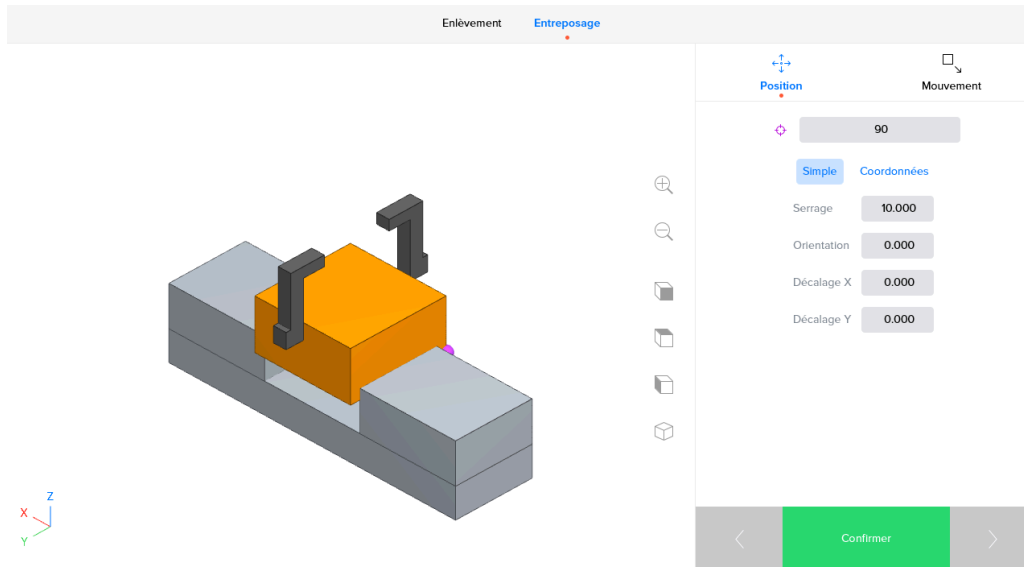 Enlèvement
Entreposage
Position
Mouvement
90
Simple
Coordonnées
Serrage
10.000
Orientation
0.000
Décalage X
0.000
Décalage Y
0.000
Z
X
Y
Confirmer